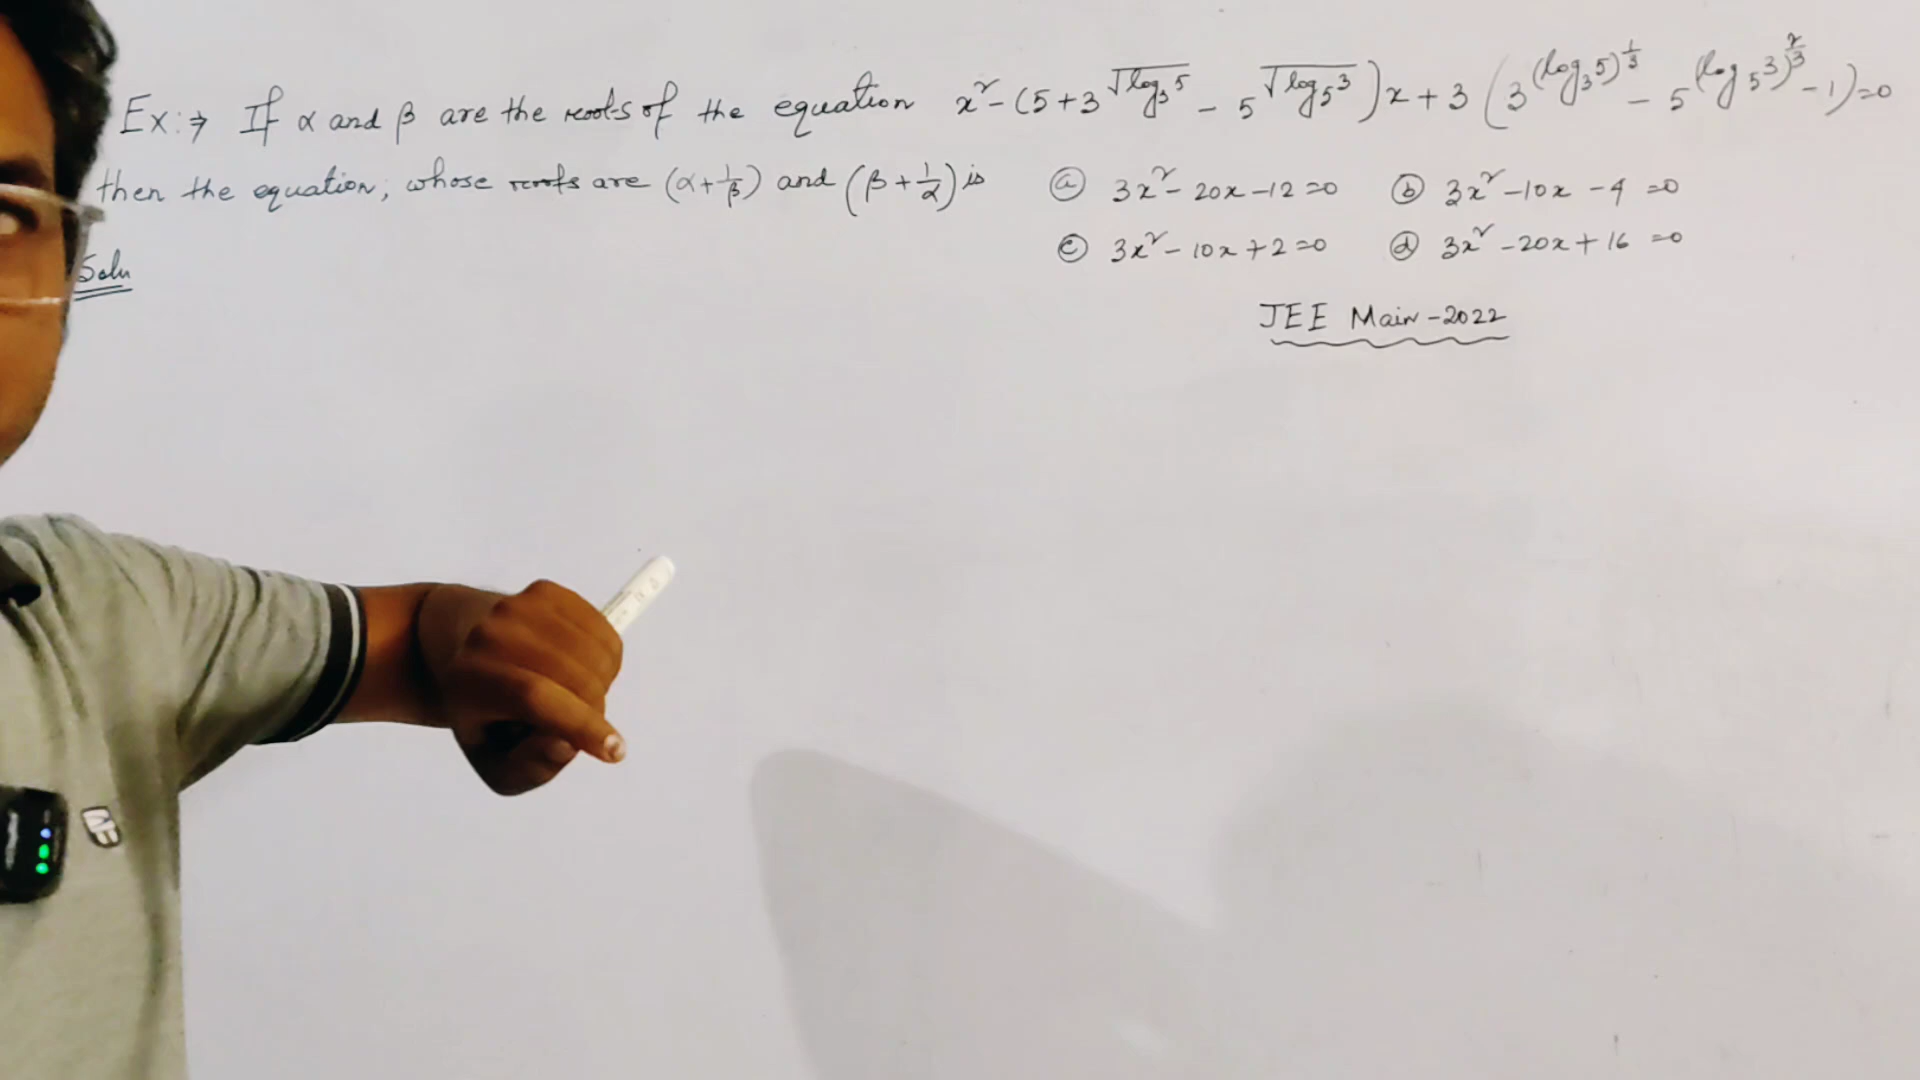 Ex:⇒ If α and β are the roots of the equation x² - (5 + 3^√(log₃5) - 5^√(log₅3))x + 3(3^(log₃5)^(1/3) - 5^(log₅3)^(2/3) - 1) = 0
then the equation, whose roots are (α + 1/β) and (β + 1/α) is (a) 3x² - 20x - 12 = 0 (b) 3x² - 10x - 4 = 0
(c) 3x² - 10x + 2 = 0 (d) 3x² - 20x + 16 = 0
Soln
JEE Main - 2022